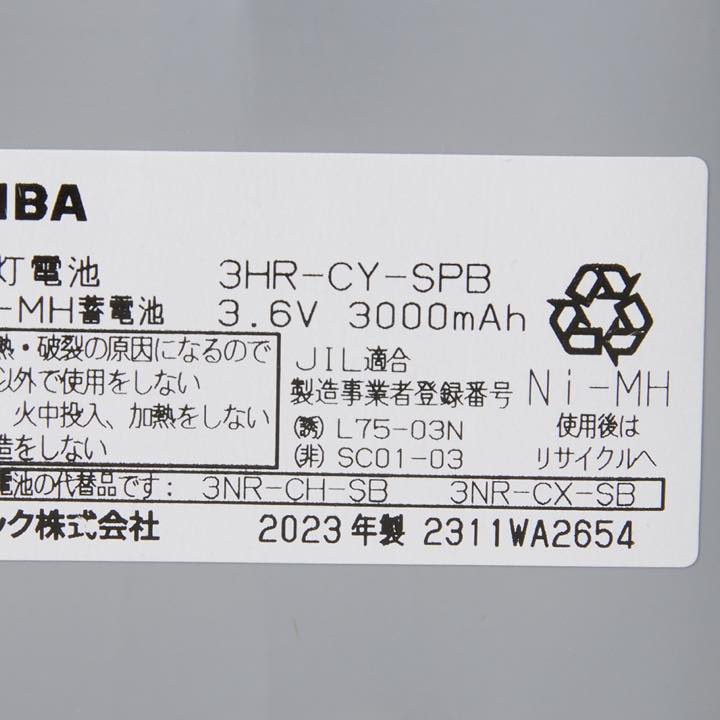 IBA
灯電池 3HR-CY-SPB
-MH蓄電池 3.6V 3000mAh
熱・破裂の原因になるので
以外で使用をしない
火中投入、加熱をしない
造をしない
JIL適合
製造事業者登録番号
(誘) L75-03N
(非) SC01-03
Ni-MH
使用後は
リサイクルへ
電池の代替品です: 3NR-CH-SB 3NR-CX-SB
ック株式会社 2023年製 2311WA2654